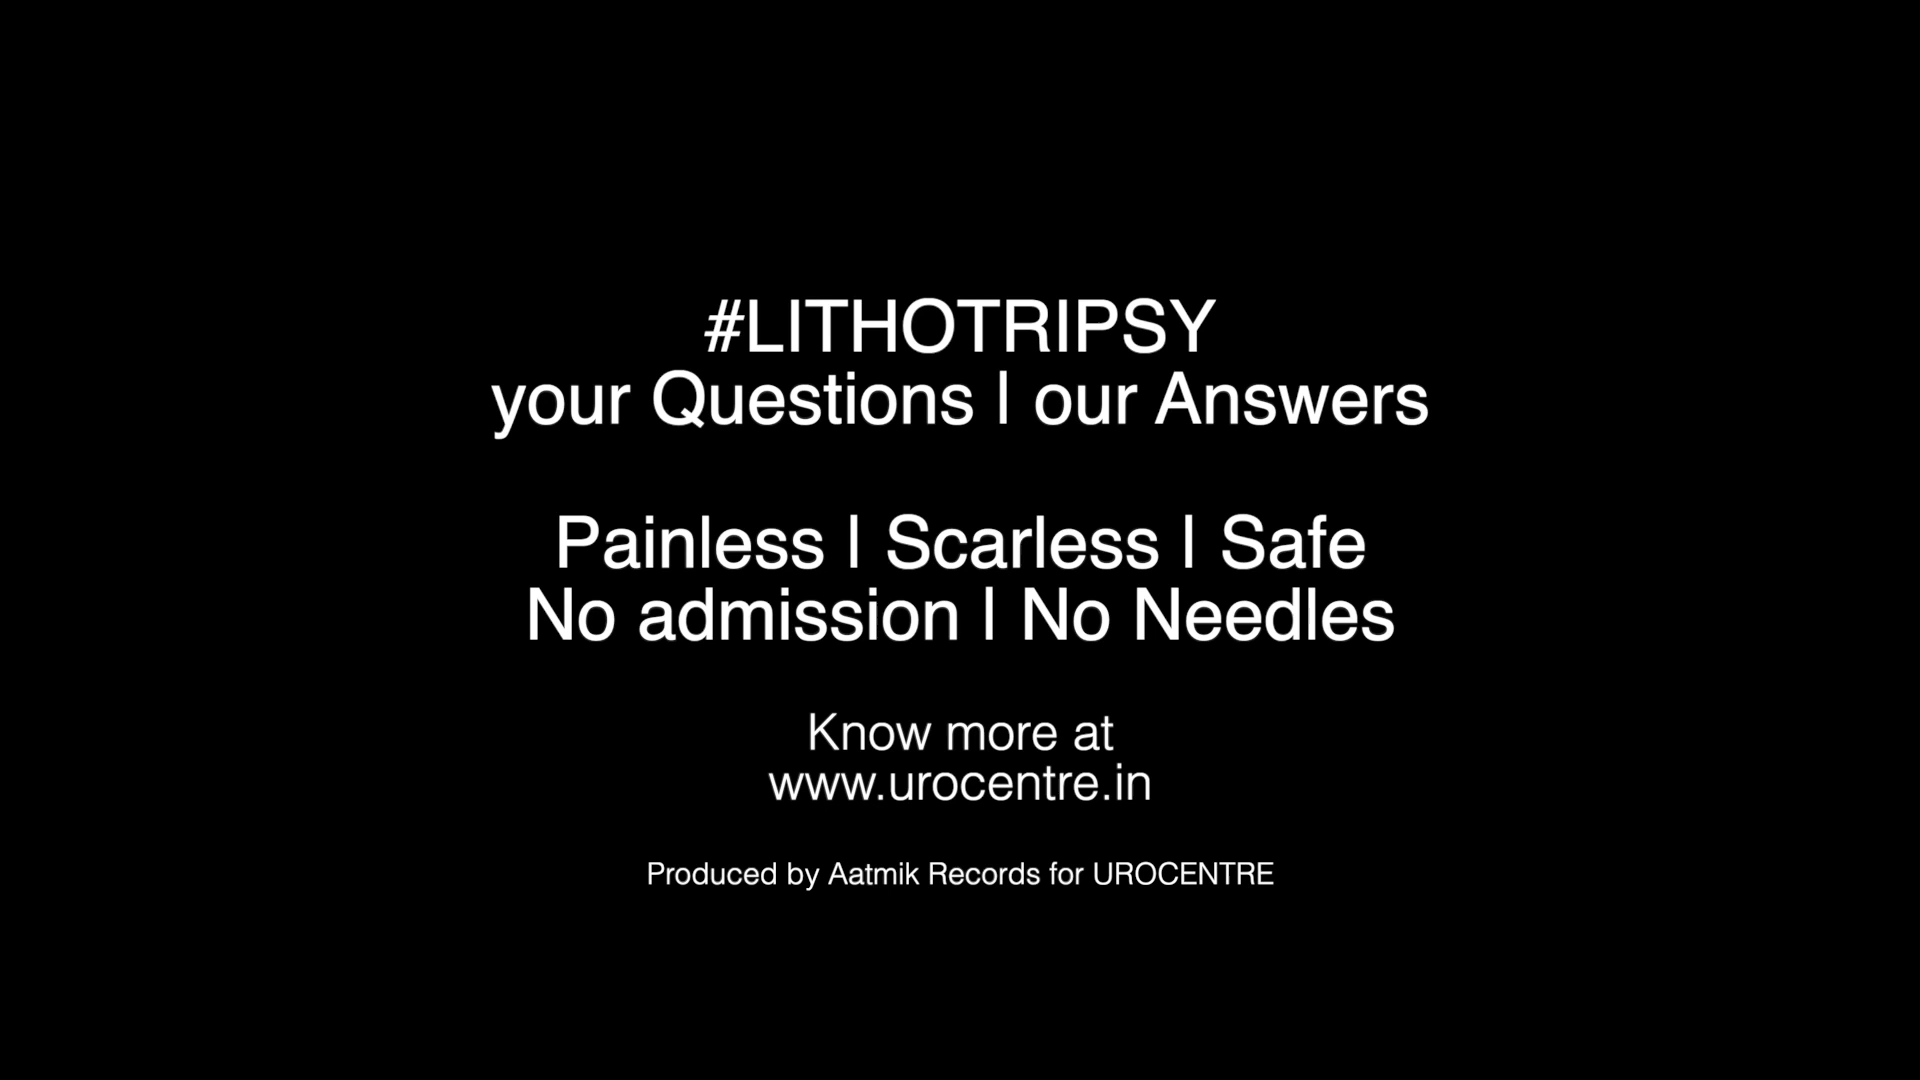 #LITHOTRIPSY
your Questions | our Answers
Painless | Scarless | Safe
No admission | No Needles
Know more at
www.urocentre.in
Produced by Aatmik Records for UROCENTRE